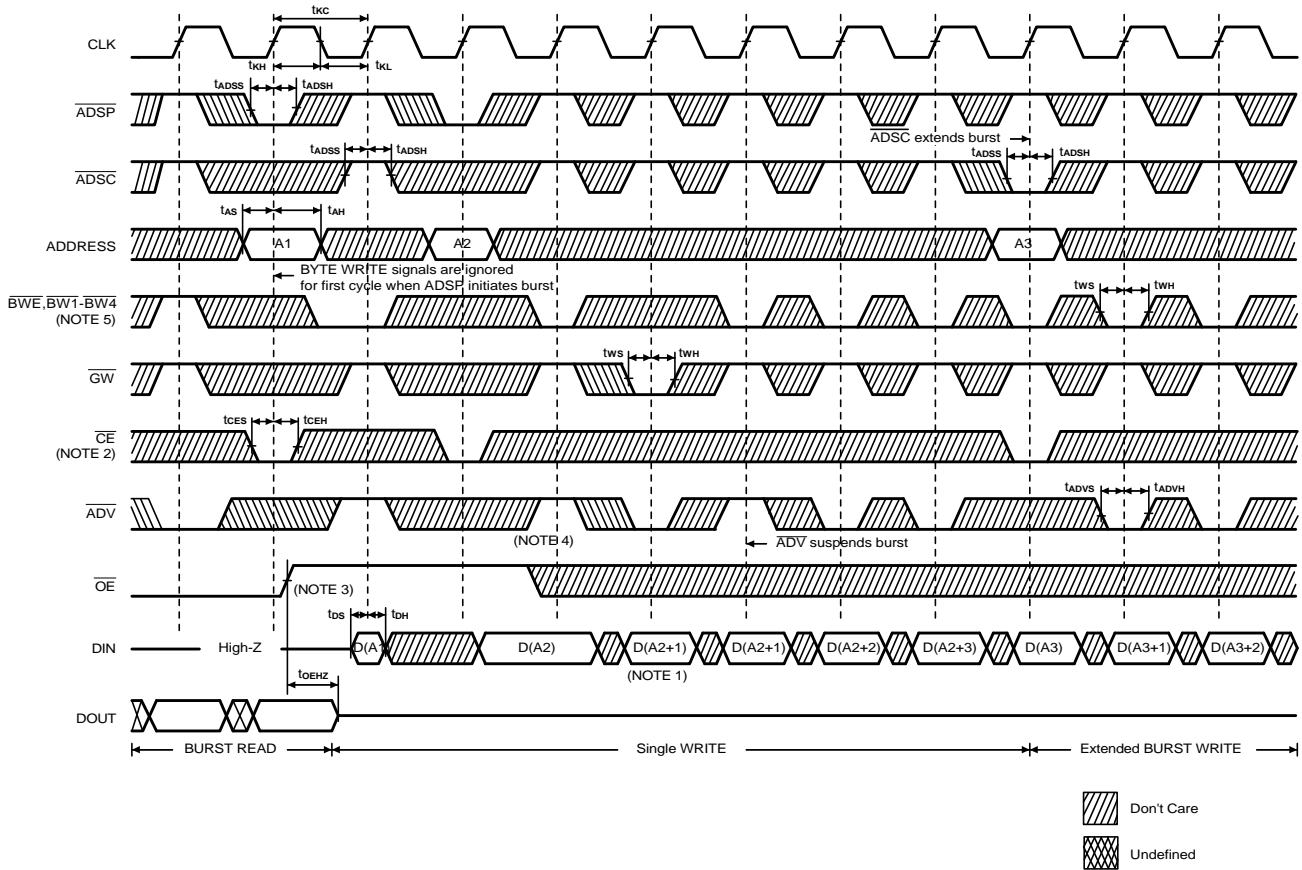 tKC
CLK
tKH
tKL
tADSS
tADSH
ADSP
ADSC extends burst
tADSS
tADSH
tADSS
tADSH
ADSC
tAS
tAH
ADDRESS
A1
A2
A3
BYTE WRITE signals are ignored
for first cycle when ADSP initiates burst
BWE,BW1-BW4
(NOTE 5)
tWS
tWH
tWS
tWH
GW
tCES
tCEH
CE
(NOTE 2)
tADVS
tADVH
ADV
(NOTE 4)
ADV suspends burst
OE
(NOTE 3)
tDS
tDH
DIN
High-Z
D(A1
D(A2)
D(A2+1)
D(A2+1)
D(A2+2)
D(A2+3)
D(A3)
D(A3+1)
D(A3+2)
(NOTE 1)
tOEHZ
DOUT
BURST READ
Single WRITE
Extended BURST WRITE
Don't Care
Undefined